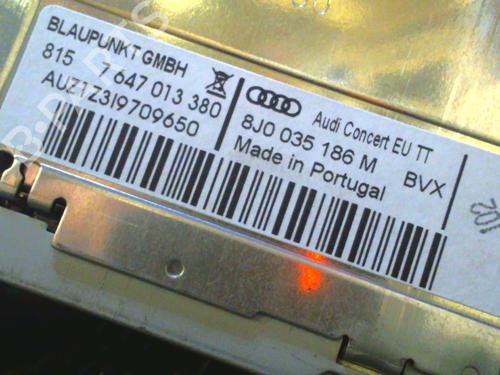 BLAUPUNKT GMBH
815 7 647 013 380
AUZ1Z3I9709650
Audi Concert EU TT
8J0 035 186 M BVX
Made in Portugal